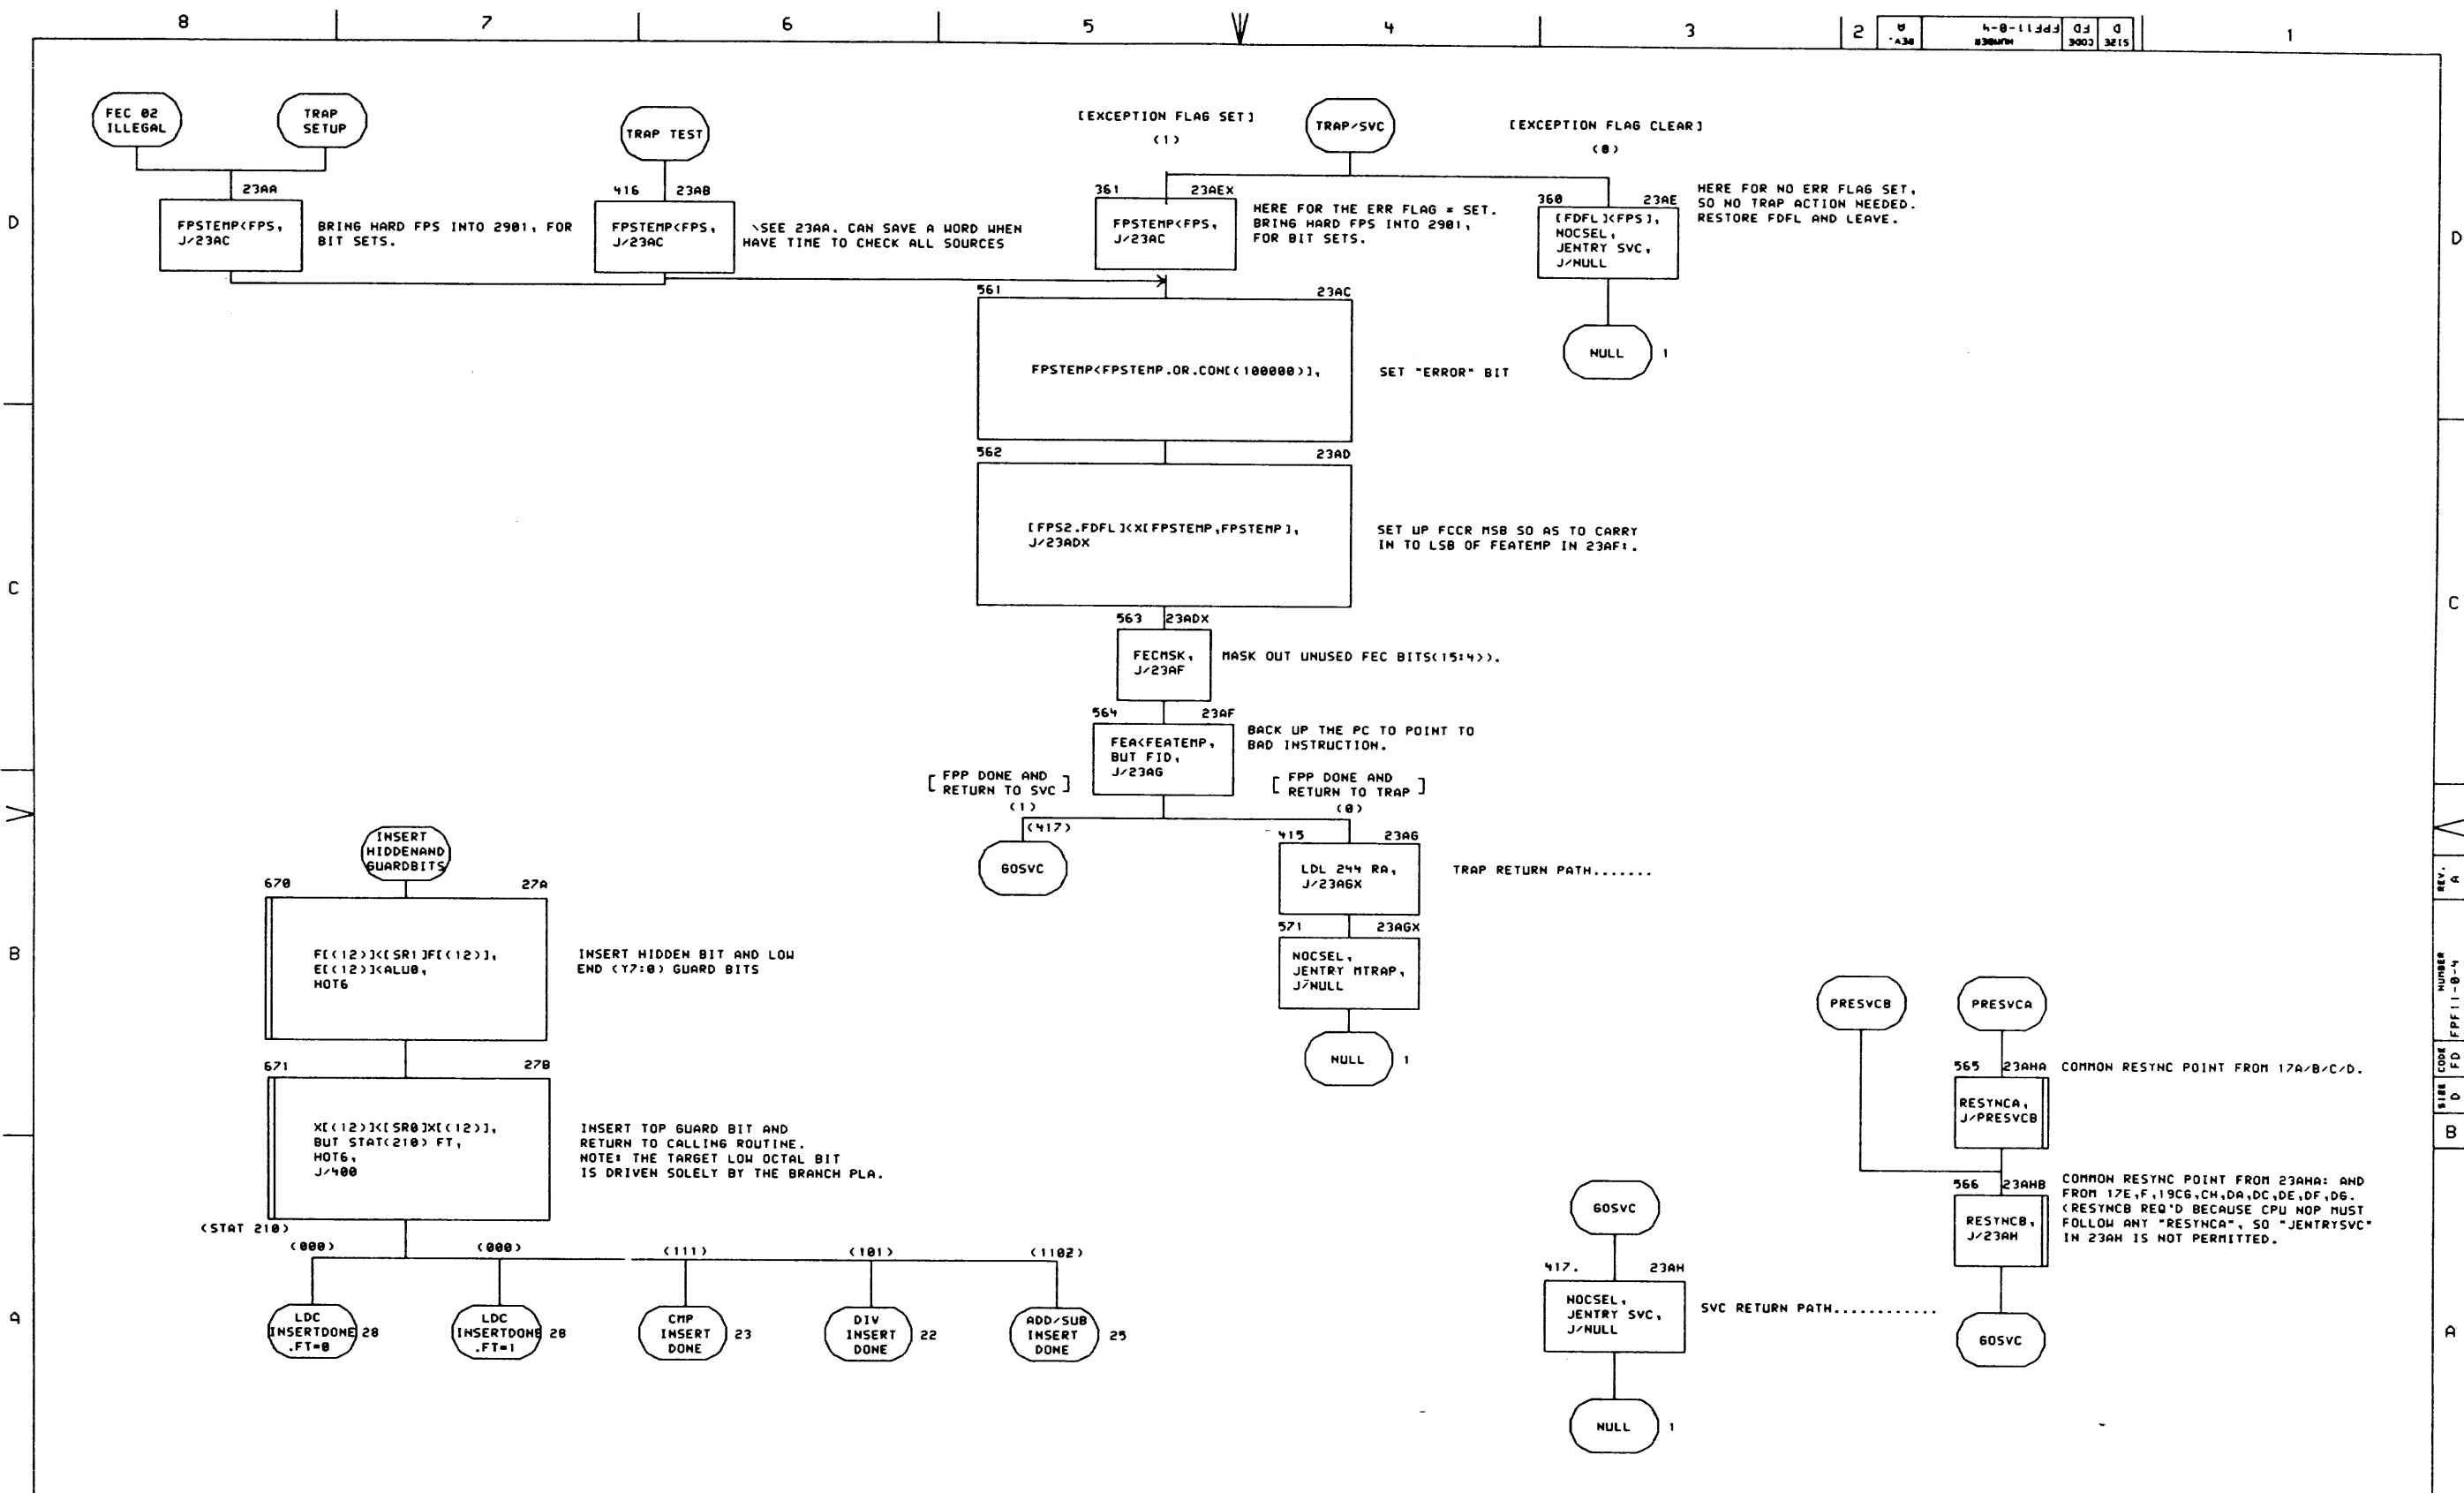 8 7 6 5 4 3 2 1
REV. A
NUMBER FPF11-0-4
CODE FD
SIZE D
FEC 02
ILLEGAL
TRAP
SETUP
23AA
FPSTEMP<FPS,
J/23AC
BRING HARD FPS INTO 2901, FOR
BIT SETS.
TRAP TEST
416 23AB
FPSTEMP<FPS,
J/23AC
\SEE 23AA. CAN SAVE A WORD WHEN
HAVE TIME TO CHECK ALL SOURCES
[EXCEPTION FLAG SET]
(1)
TRAP/SVC
[EXCEPTION FLAG CLEAR]
(0)
361 23AEX
FPSTEMP<FPS,
J/23AC
HERE FOR THE ERR FLAG = SET.
BRING HARD FPS INTO 2901,
FOR BIT SETS.
360 23AE
[FDFL]<FPS],
NOCSEL,
JENTRY SVC,
J/NULL
HERE FOR NO ERR FLAG SET,
SO NO TRAP ACTION NEEDED.
RESTORE FDFL AND LEAVE.
NULL 1
561 23AC
FPSTEMP<FPSTEMP.OR.CON[(100000)],
SET "ERROR" BIT
562 23AD
[FPS2.FDFL]<X[FPSTEMP,FPSTEMP],
J/23ADX
SET UP FCCR MSB SO AS TO CARRY
IN TO LSB OF FEATEMP IN 23AF:.
563 23ADX
FECMSK,
J/23AF
MASK OUT UNUSED FEC BITS(15:4)).
564 23AF
FEA<FEATEMP,
BUT FID,
J/23AG
BACK UP THE PC TO POINT TO
BAD INSTRUCTION.
[ FPP DONE AND
RETURN TO SVC ]
(1)
[ FPP DONE AND
RETURN TO TRAP ]
(0)
(417)
GOSVC
415 23AG
LDL 244 RA,
J/23AGX
TRAP RETURN PATH.......
571 23AGX
NOCSEL,
JENTRY MTRAP,
J/NULL
NULL 1
INSERT
HIDDENAND
GUARDBITS
670 27A
F[(12)]<[SR1]F[(12)],
E[(12)]<ALU0,
HOT6
INSERT HIDDEN BIT AND LOW
END (Y7:0) GUARD BITS
671 27B
X[(12)]<[SR0]X[(12)],
BUT STAT(210) FT,
HOT6,
J/400
INSERT TOP GUARD BIT AND
RETURN TO CALLING ROUTINE.
NOTE: THE TARGET LOW OCTAL BIT
IS DRIVEN SOLELY BY THE BRANCH PLA.
(STAT 210)
(000) (000) (111) (101) (1102)
LDC
INSERTDONE 28
.FT=0
LDC
INSERTDONE 28
.FT=1
CMP
INSERT 23
DONE
DIV
INSERT 22
DONE
ADD/SUB
INSERT 25
DONE
PRESVCB
PRESVCA
565 23AHA
RESYNCA,
J/PRESVCB
COMMON RESYNC POINT FROM 17A/B/C/D.
566 23AHB
RESYNCB,
J/23AH
COMMON RESYNC POINT FROM 23AHA: AND
FROM 17E,F,19CG,CH,DA,DC,DE,DF,DG.
(RESYNCB REQ'D BECAUSE CPU NOP MUST
FOLLOW ANY "RESYNCA", SO "JENTRYSVC"
IN 23AH IS NOT PERMITTED.
GOSVC
GOSVC
417. 23AH
NOCSEL,
JENTRY SVC,
J/NULL
SVC RETURN PATH............
NULL 1
D
C
B
A
D
C
REV. A
NUMBER FPF11-0-4
CODE FD
SIZE D
B
A